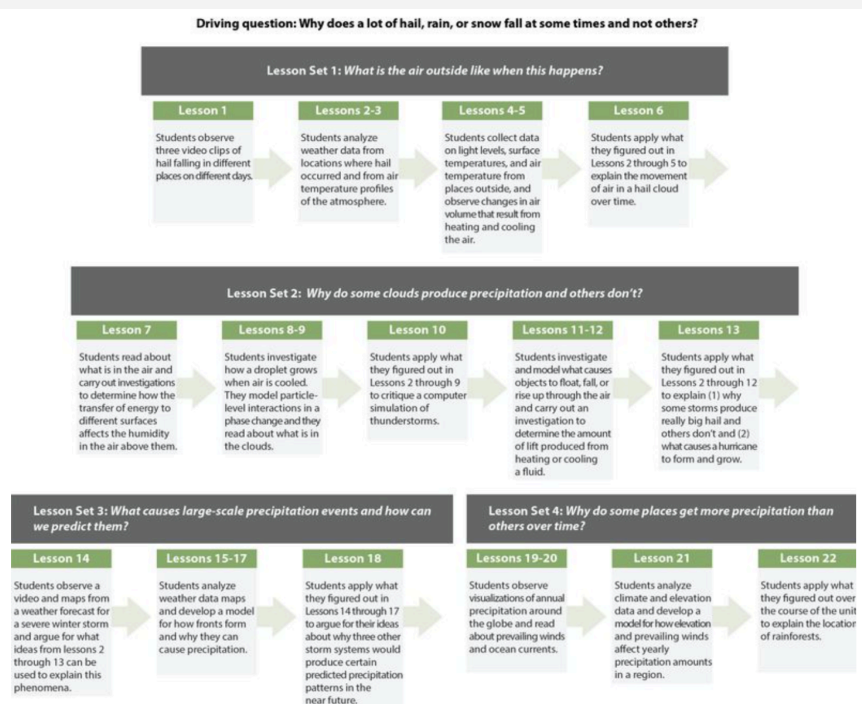 Driving question: Why does a lot of hail, rain, or snow fall at some times and not others?
Lesson Set 1: What is the air outside like when this happens?
Lesson 1
Students observe
three video clips of
hail falling in different
places on different days.
Lessons 2-3
Students analyze
weather data from
locations where hail
occurred and from air
temperature profiles
of the atmosphere.
Lessons 4-5
Students collect data
on light levels, surface
temperatures, and air
temperature from
places outside, and
observe changes in air
volume that result from
heating and cooling
the air.
Lesson 6
Students apply what
they figured out in
Lessons 2 through 5 to
explain the movement
of air in a hail cloud
over time.
Lesson Set 2: Why do some clouds produce precipitation and others don't?
Lesson 7
Students read about
what is in the air and
carry out investigations
to determine how the
transfer of energy to
different surfaces
affects the humidity
in the air above them.
Lessons 8-9
Students investigate
how a droplet grows
when air is cooled.
They model particle-
level interactions in a
phase change and they
read about what is in
the clouds.
Lesson 10
Students apply what
they figured out in
Lessons 2 through 9
to critique a computer
simulation of
thunderstorms.
Lessons 11-12
Students investigate
and model what causes
objects to float, fall, or
rise up through the air
and carry out an
investigation to
determine the amount
of lift produced from
heating or cooling
a fluid.
Lessons 13
Students apply what
they figured out in
Lessons 2 through 12
to explain (1) why
some storms produce
really big hail and
others don't and (2)
what causes a hurricane
to form and grow.
Lesson Set 3: What causes large-scale precipitation events and how can
we predict them?
Lesson 14
Students observe a
video and maps from
a weather forecast for
a severe winter storm
and argue for what
ideas from lessons 2
through 13 can be
used to explain this
phenomena.
Lessons 15-17
Students analyze
weather data maps
and develop a model
for how fronts form
and why they can
cause precipitation.
Lesson 18
Students apply what
they figured out in
Lessons 14 through 17
to argue for their ideas
about why three other
storm systems would
produce certain
predicted precipitation
patterns in the
near future.
Lesson Set 4: Why do some places get more precipitation than
others over time?
Lessons 19-20
Students observe
visualizations of annual
precipitation around
the globe and read
about prevailing winds
and ocean currents.
Lesson 21
Students analyze
climate and elevation
data and develop a
model for how elevation
and prevailing winds
affect yearly
precipitation amounts
in a region.
Lesson 22
Students apply what
they figured out over
the course of the unit
to explain the location
of rainforests.